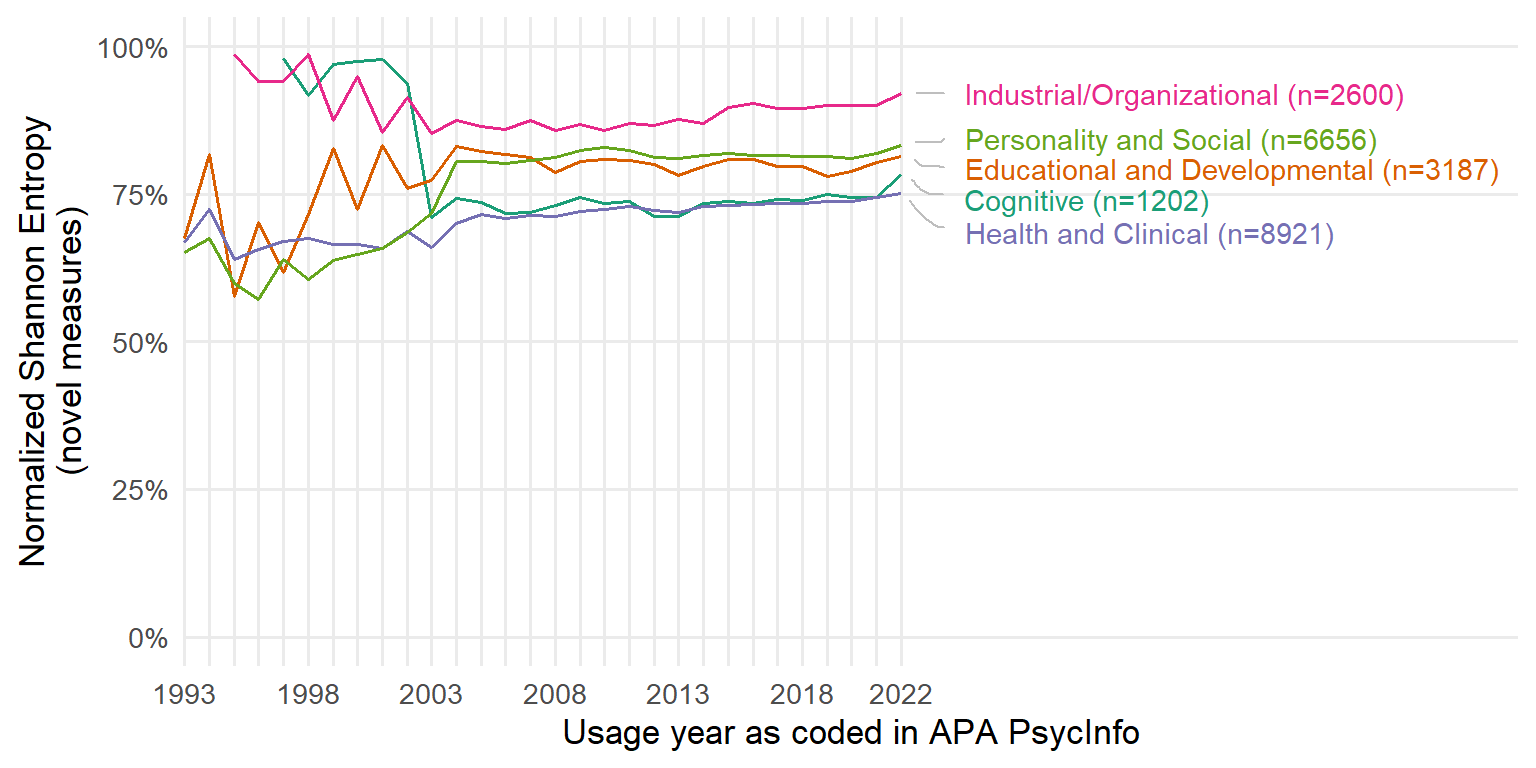 Normalized Shannon Entropy
(novel measures)
100%
75%
50%
25%
0%
Industrial/Organizational (n=2600)
Personality and Social (n=6656)
Educational and Developmental (n=3187)
Cognitive (n=1202)
Health and Clinical (n=8921)
1993 1998 2003 2008 2013 2018 2022
Usage year as coded in APA PsycInfo